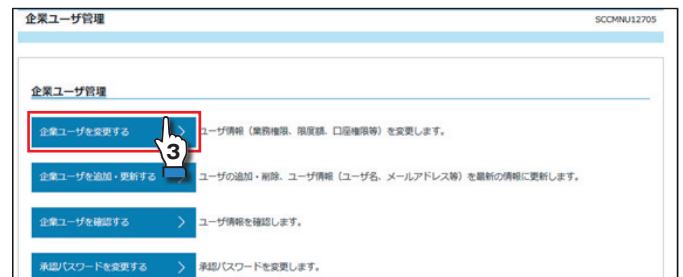 企業ユーザ管理 SCCMNU12705
企業ユーザ管理
企業ユーザを変更する ユーザ情報（業務権限、限度額、口座権限等）を変更します。
3
企業ユーザを追加・更新する ユーザの追加・削除、ユーザ情報（ユーザ名、メールアドレス等）を最新の情報に更新します。
企業ユーザを確認する ユーザ情報を確認します。
承認パスワードを変更する 承認パスワードを変更します。